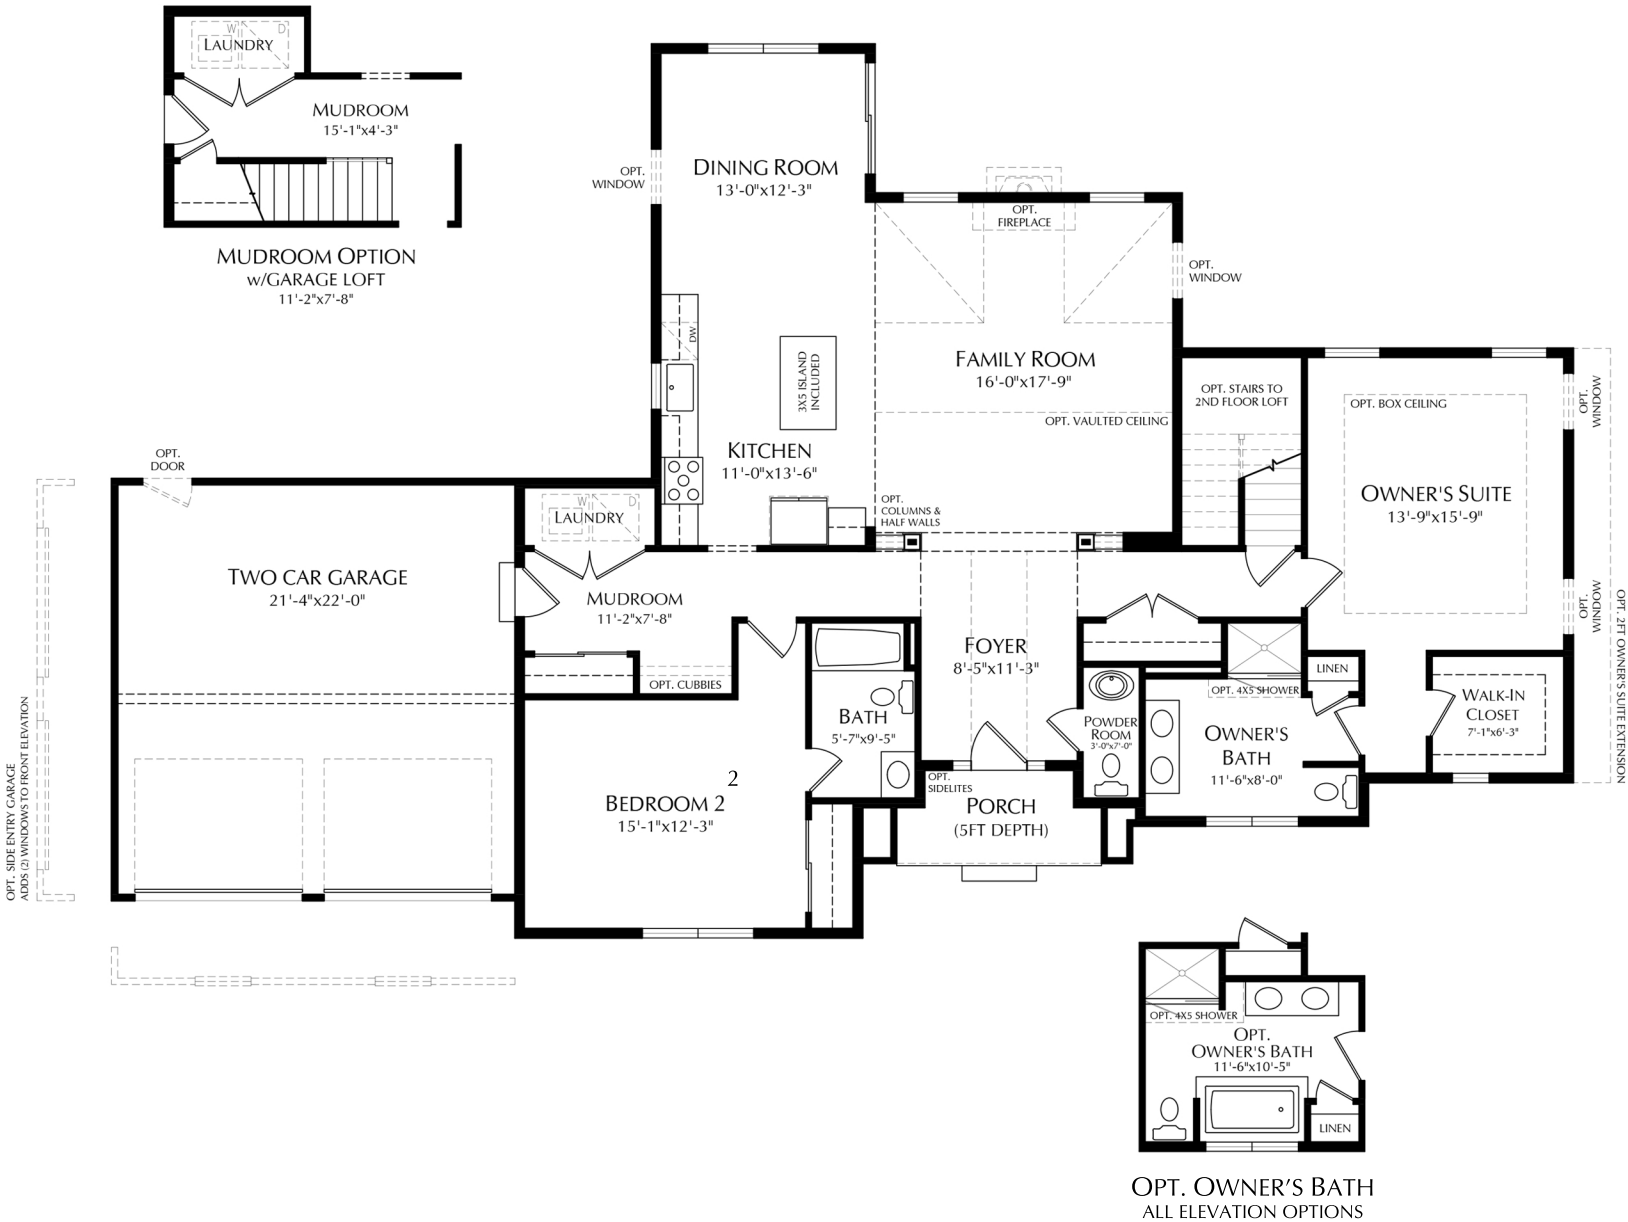 W
D
LAUNDRY
MUDROOM
15'-1"x4'-3"
MUDROOM OPTION
w/GARAGE LOFT
11'-2"x7'-8"
DINING ROOM
13'-0"x12'-3"
OPT.
WINDOW
OPT.
FIREPLACE
OPT.
WINDOW
DW
3X5 ISLAND
INCLUDED
FAMILY ROOM
16'-0"x17'-9"
OPT. VAULTED CEILING
KITCHEN
11'-0"x13'-6"
OPT.
COLUMNS &
HALF WALLS
OPT. STAIRS TO
2ND FLOOR LOFT
OPT. BOX CEILING
OWNER'S SUITE
13'-9"x15'-9"
OPT.
WINDOW
OPT.
WINDOW
OPT. 2FT OWNER'S SUITE EXTENSION
OPT.
DOOR
TWO CAR GARAGE
21'-4"x22'-0"
W
D
LAUNDRY
MUDROOM
11'-2"x7'-8"
OPT. CUBBIES
FOYER
8'-5"x11'-3"
BATH
5'-7"x9'-5"
POWDER
ROOM
3'-0"x7'-0"
OPT. 4X5 SHOWER
LINEN
WALK-IN
CLOSET
7'-1"x6'-3"
OWNER'S
BATH
11'-6"x8'-0"
2
BEDROOM 2
15'-1"x12'-3"
OPT.
SIDELITES
PORCH
(5FT DEPTH)
OPT. SIDE ENTRY GARAGE
ADDS (2) WINDOWS TO FRONT ELEVATION
OPT. 4X5 SHOWER
OPT.
OWNER'S BATH
11'-6"x10'-5"
LINEN
OPT. OWNER'S BATH
ALL ELEVATION OPTIONS